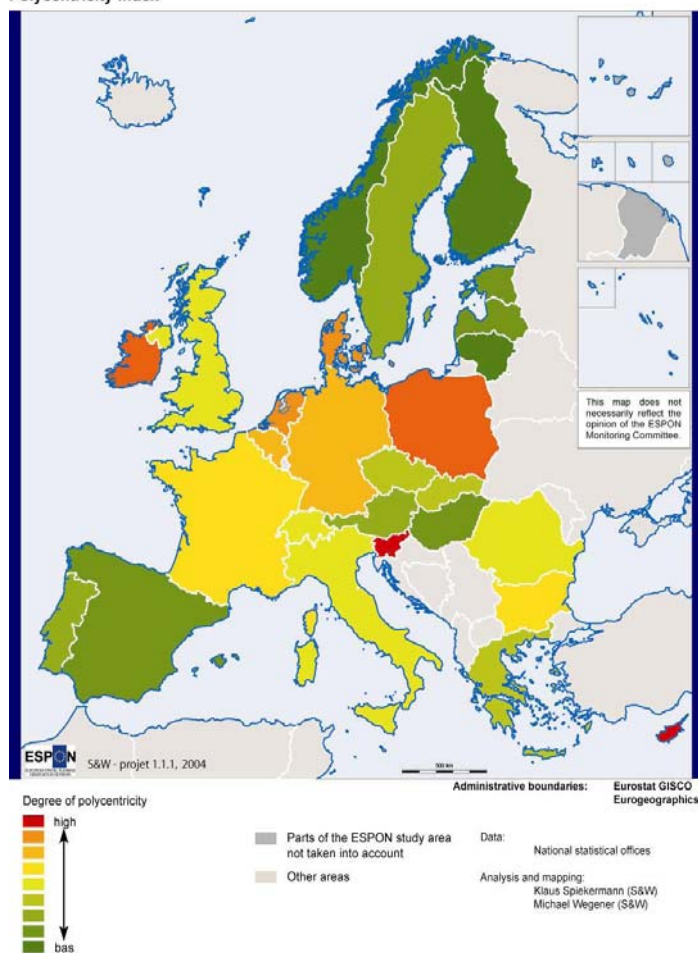 Polycentricity Index
This map does not
necessarily reflect the
opinion of the ESPON
Monitoring Committee.
ESPON
S&W - projet 1.1.1, 2004
500 km
Administrative boundaries: Eurostat GISCO
Eurogeographics
Degree of polycentricity
high
bas
Parts of the ESPON study area
not taken into account
Other areas
Data:
National statistical offices
Analysis and mapping:
Klaus Spiekermann (S&W)
Michael Wegener (S&W)